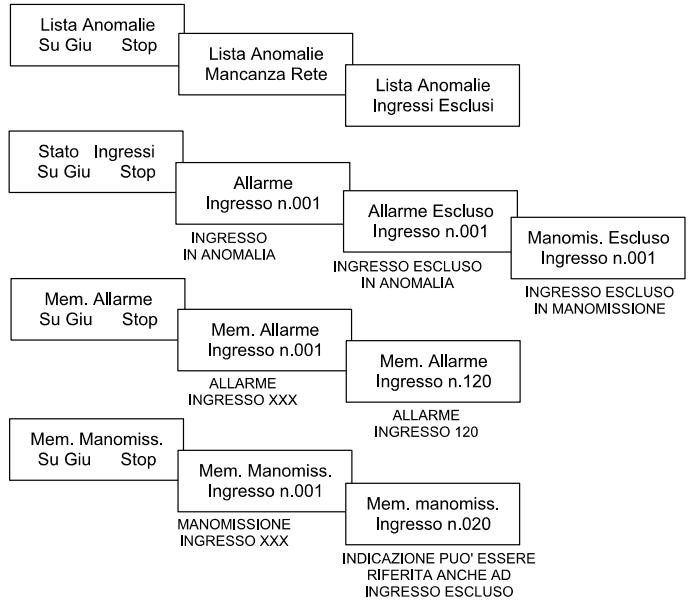 Lista Anomalie
Su Giu Stop
Lista Anomalie
Mancanza Rete
Lista Anomalie
Ingressi Esclusi
Stato Ingressi
Su Giu Stop
Allarme
Ingresso n.001
INGRESSO
IN ANOMALIA
Allarme Escluso
Ingresso n.001
INGRESSO ESCLUSO
IN ANOMALIA
Manomis. Escluso
Ingresso n.001
INGRESSO ESCLUSO
IN MANOMISSIONE
Mem. Allarme
Su Giu Stop
Mem. Allarme
Ingresso n.001
ALLARME
INGRESSO XXX
Mem. Allarme
Ingresso n.120
ALLARME
INGRESSO 120
Mem. Manomiss.
Su Giu Stop
Mem. Manomiss.
Ingresso n.001
MANOMISSIONE
INGRESSO XXX
Mem. manomiss.
Ingresso n.020
INDICAZIONE PUO' ESSERE
RIFERITA ANCHE AD
INGRESSO ESCLUSO